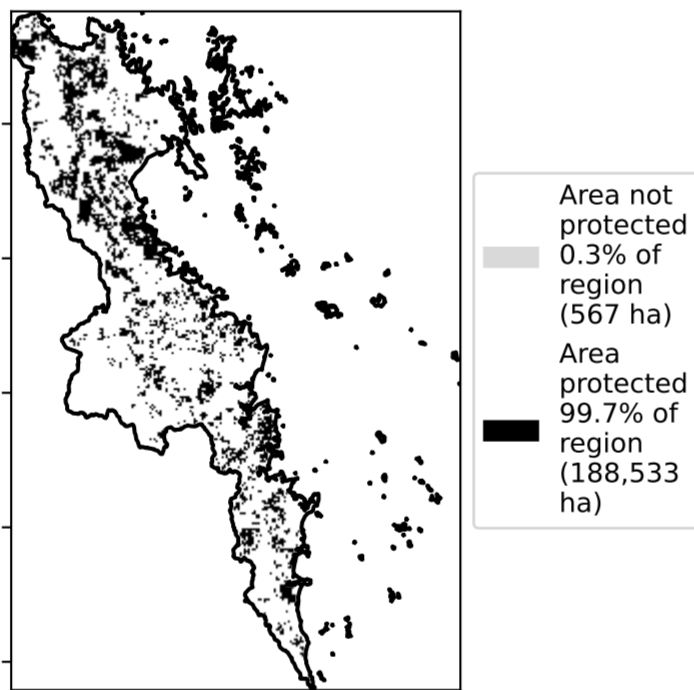 Area not
protected
0.3% of
region
(567 ha)
Area
protected
99.7% of
region
(188,533
ha)